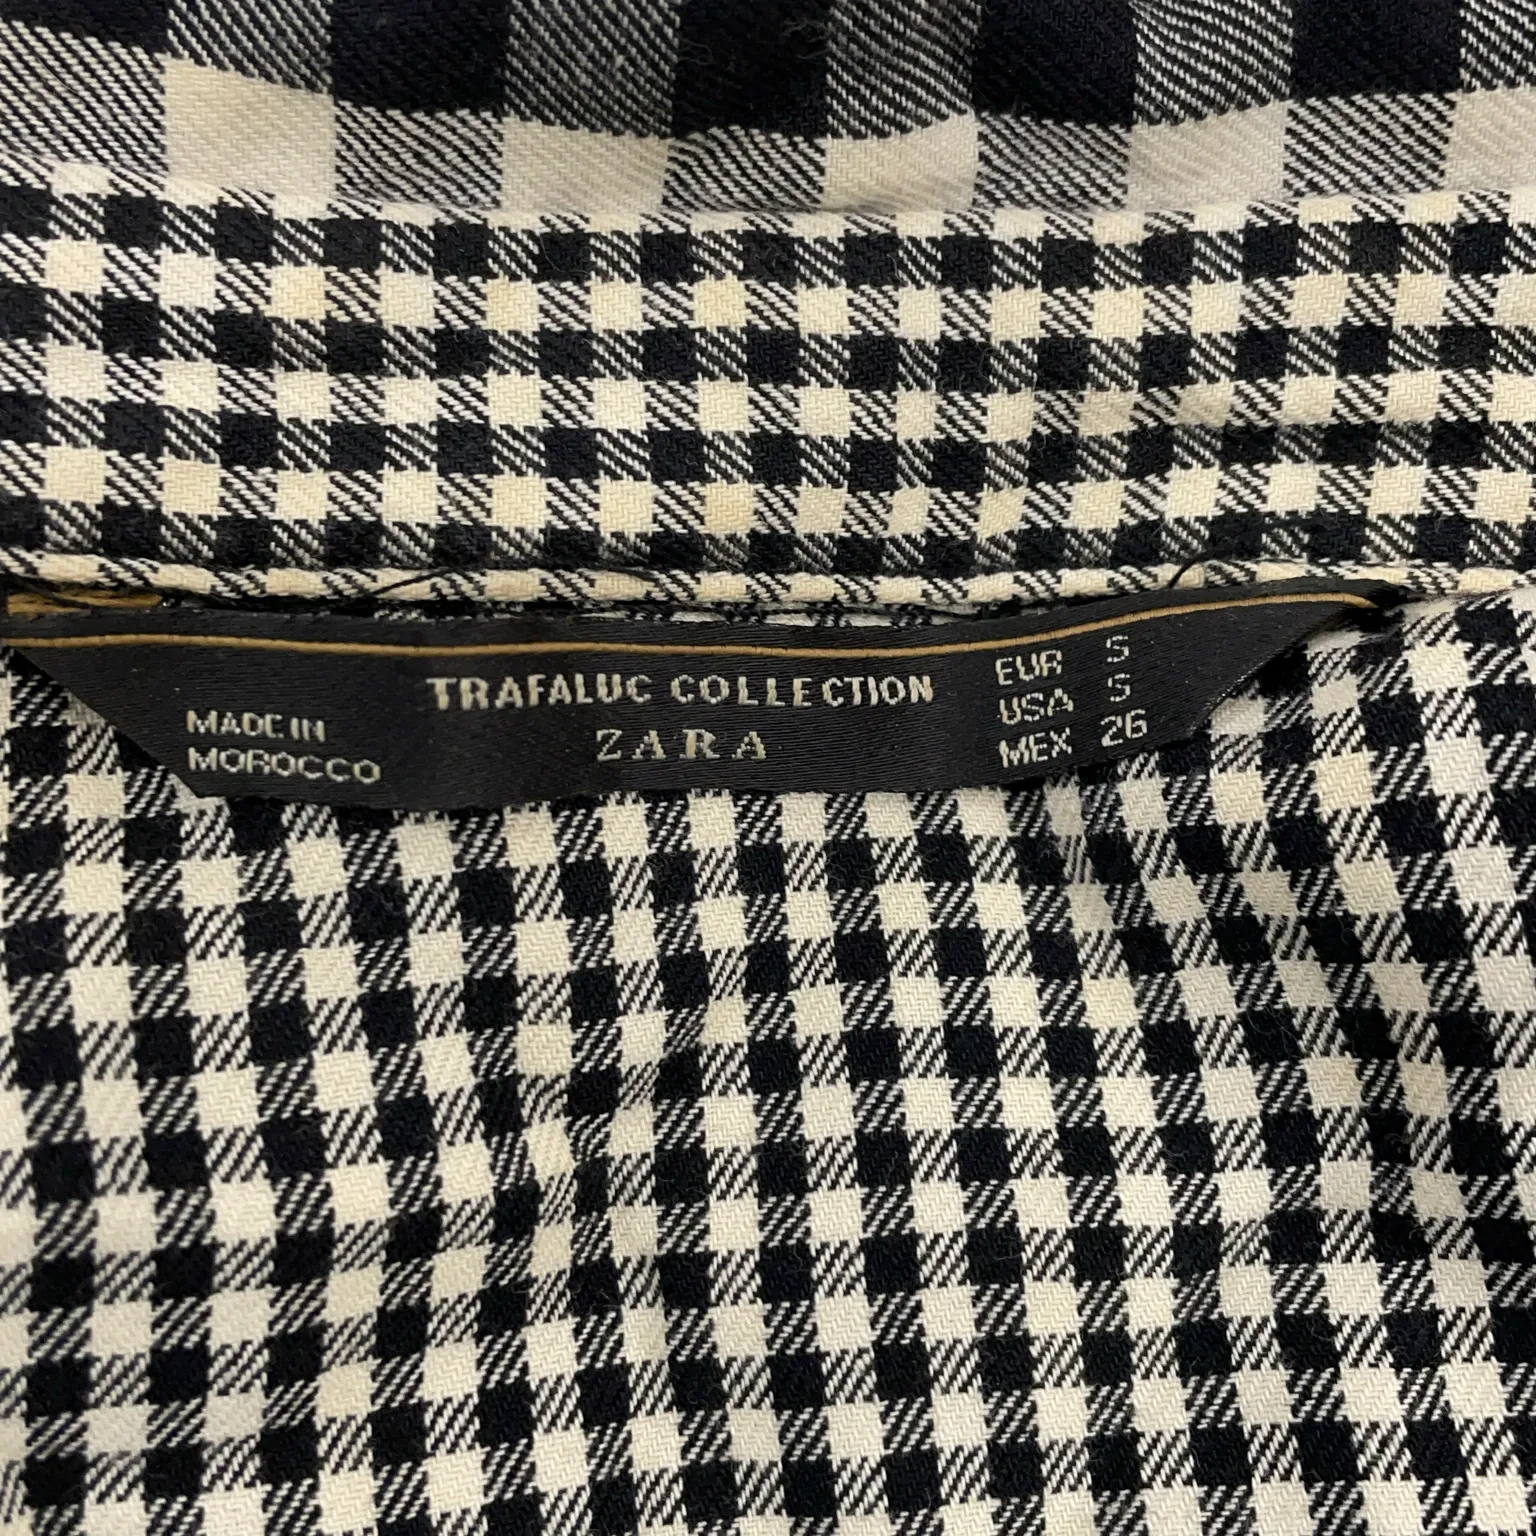 MADE IN
MOROCCO
TRAFALUC COLLECTION
ZARA
EUR S
USA S
MEX 26